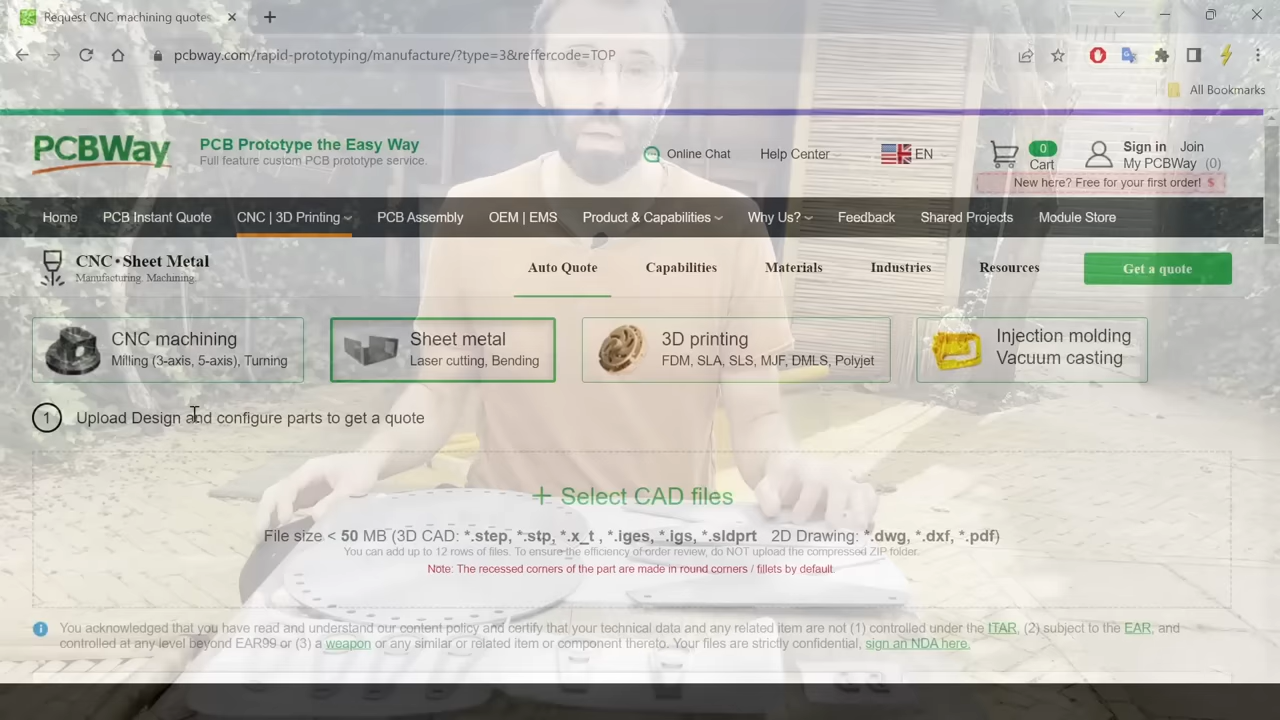 Request CNC machining quotes
pcbway.com/rapid-prototyping/manufacture/?type=3&reffercode=TOP
All Bookmarks
PCBWay
PCB Prototype the Easy Way
Full feature custom PCB prototype service.
Online Chat
Help Center
EN
0
Cart
Sign in Join
My PCBWay (0)
New here? Free for your first order! $
Home PCB Instant Quote CNC | 3D Printing PCB Assembly OEM | EMS Product & Capabilities Why Us? Feedback Shared Projects Module Store
CNC • Sheet Metal
Manufacturing. Machining.
Auto Quote Capabilities Materials Industries Resources Get a quote
CNC machining
Milling (3-axis, 5-axis), Turning
Sheet metal
Laser cutting, Bending
3D printing
FDM, SLA, SLS, MJF, DMLS, Polyjet
Injection molding
Vacuum casting
1 Upload Design and configure parts to get a quote
+ Select CAD files
File size < 50 MB (3D CAD: *.step, *.stp, *.x_t , *.iges, *.igs, *.sldprt 2D Drawing: *.dwg, *.dxf, *.pdf)
You can add up to 12 rows of files. To ensure the efficiency of order review, do NOT upload the compressed ZIP folder.
Note: The recessed corners of the part are made in round corners / fillets by default.
You acknowledged that you have read and understand our content policy and certify that your technical data and any related item are not (1) controlled under the ITAR, (2) subject to the EAR, and
controlled at any level beyond EAR99 or (3) a weapon or any similar or related item or component thereto. Your files are strictly confidential, sign an NDA here.